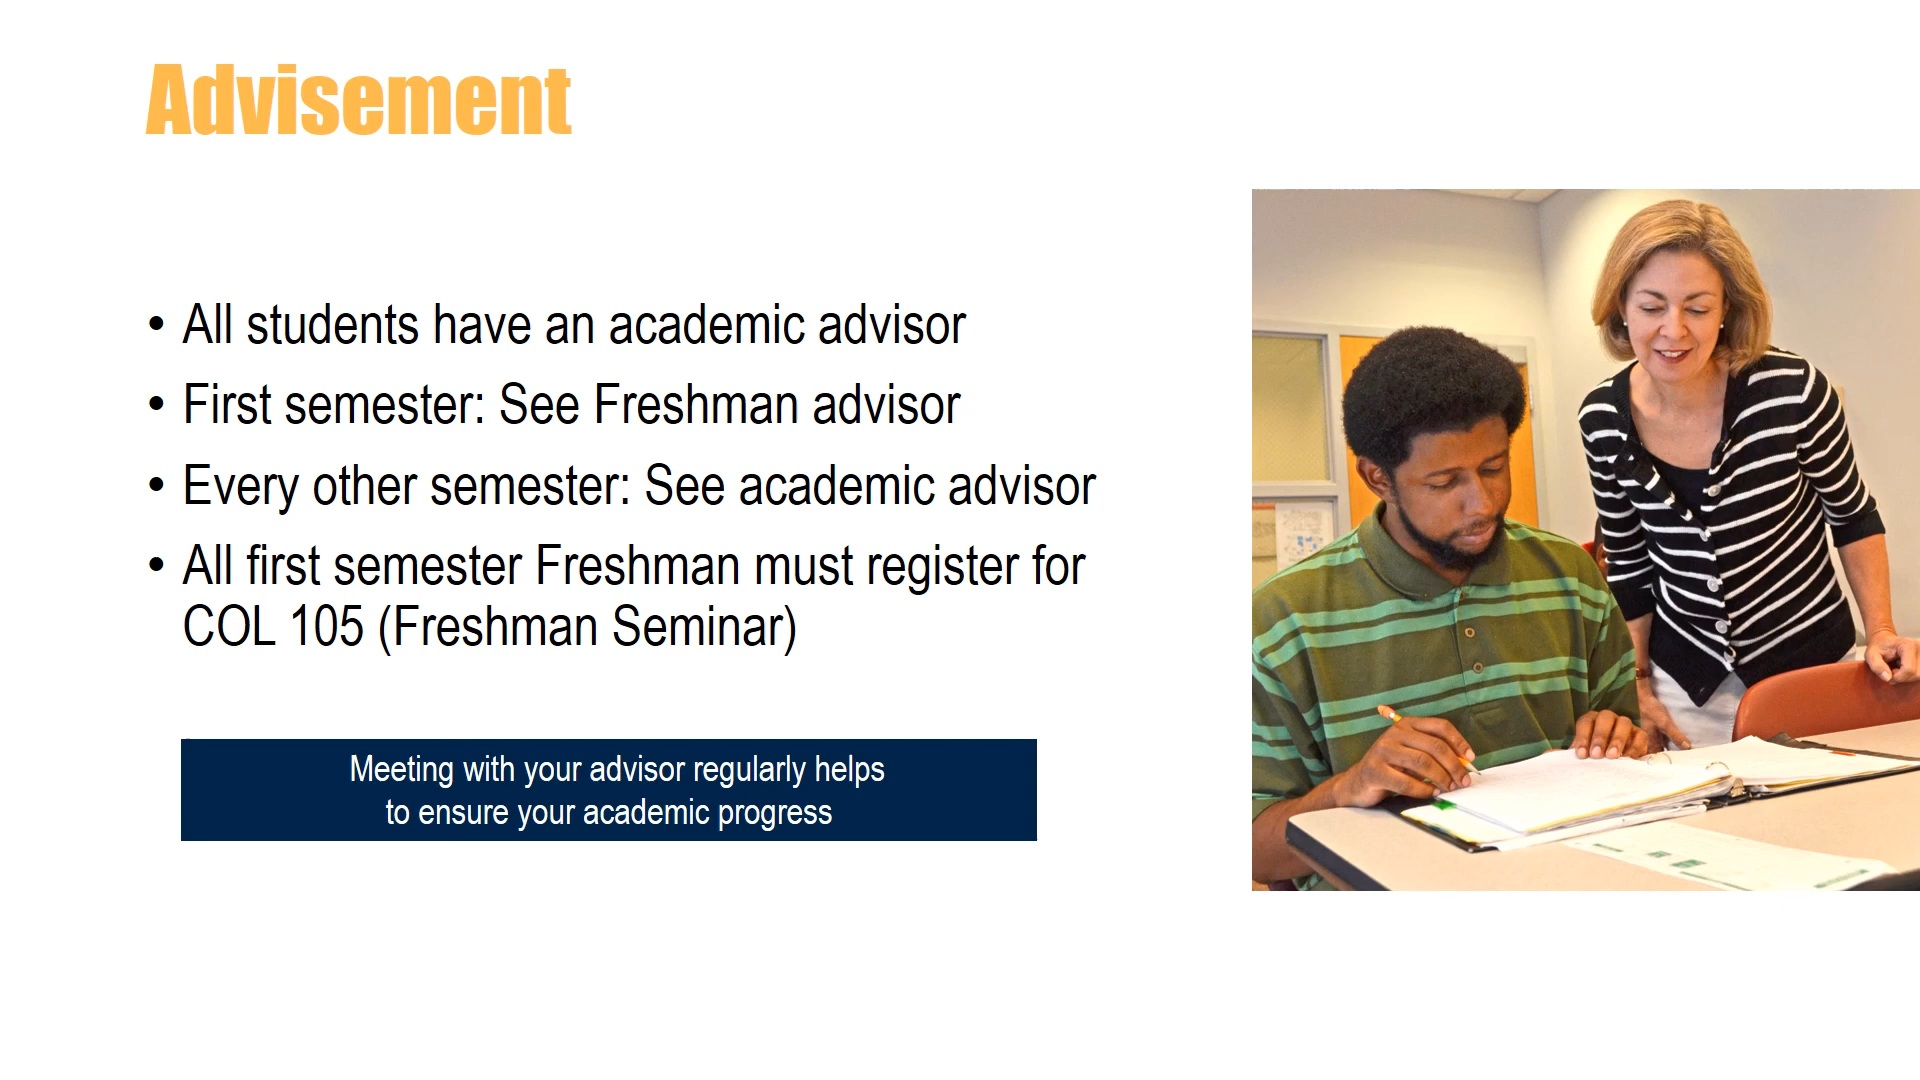 Advisement
• All students have an academic advisor
• First semester: See Freshman advisor
• Every other semester: See academic advisor
• All first semester Freshman must register for
COL 105 (Freshman Seminar)
Meeting with your advisor regularly helps
to ensure your academic progress